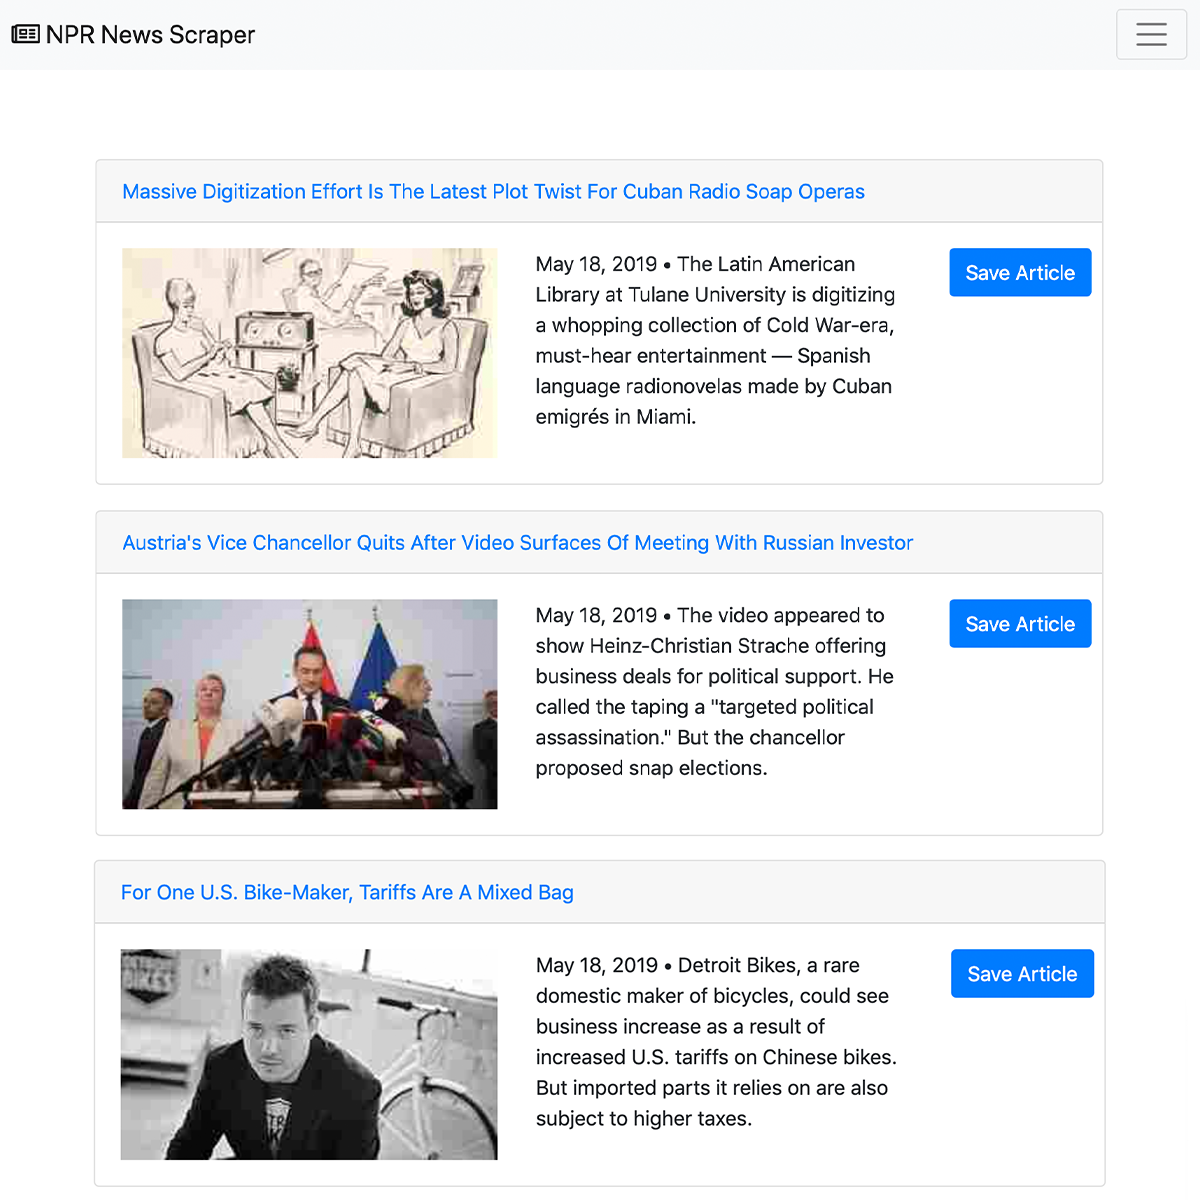 NPR News Scraper
Massive Digitization Effort Is The Latest Plot Twist For Cuban Radio Soap Operas
May 18, 2019 • The Latin American
Library at Tulane University is digitizing
a whopping collection of Cold War-era,
must-hear entertainment — Spanish
language radionovelas made by Cuban
emigrés in Miami.
Save Article
Austria's Vice Chancellor Quits After Video Surfaces Of Meeting With Russian Investor
May 18, 2019 • The video appeared to
show Heinz-Christian Strache offering
business deals for political support. He
called the taping a "targeted political
assassination." But the chancellor
proposed snap elections.
Save Article
For One U.S. Bike-Maker, Tariffs Are A Mixed Bag
May 18, 2019 • Detroit Bikes, a rare
domestic maker of bicycles, could see
business increase as a result of
increased U.S. tariffs on Chinese bikes.
But imported parts it relies on are also
subject to higher taxes.
Save Article